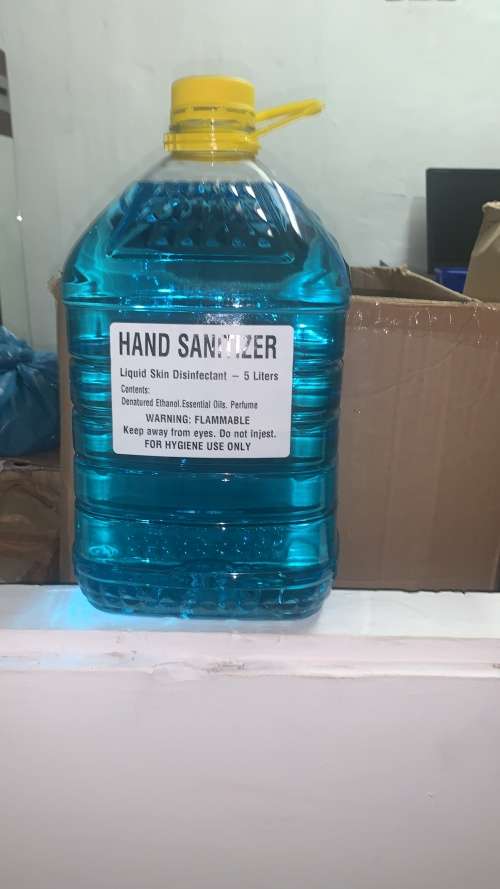 HAND SANITIZER
Liquid Skin Disinfectant – 5 Liters
Contents:
Denatured Ethanol.Essential Oils. Perfume
WARNING: FLAMMABLE
Keep away from eyes. Do not Injest.
FOR HYGIENE USE ONLY